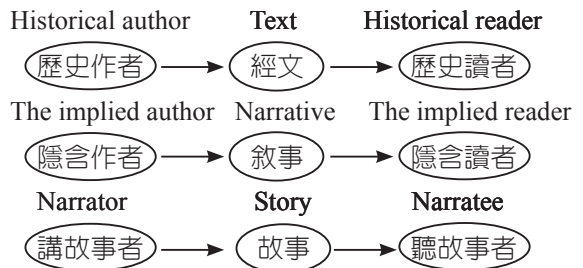 Historical author Text Historical reader
歷史作者 經文 歷史讀者
The implied author Narrative The implied reader
隱含作者 敘事 隱含讀者
Narrator Story Narratee
講故事者 故事 聽故事者